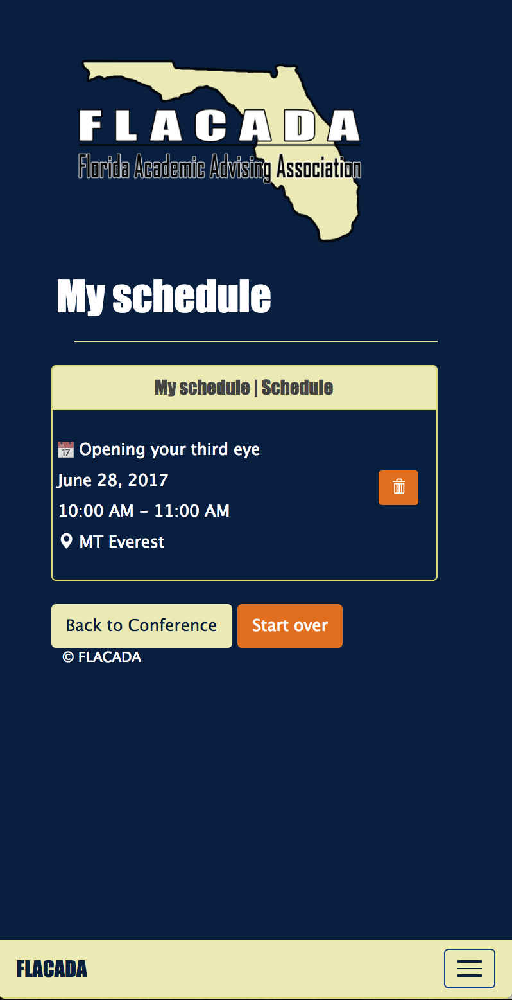 FLACADA
Florida Academic Advising Association
My schedule
My schedule | Schedule
17 Opening your third eye
June 28, 2017
10:00 AM – 11:00 AM
MT Everest
Back to Conference Start over
© FLACADA
FLACADA